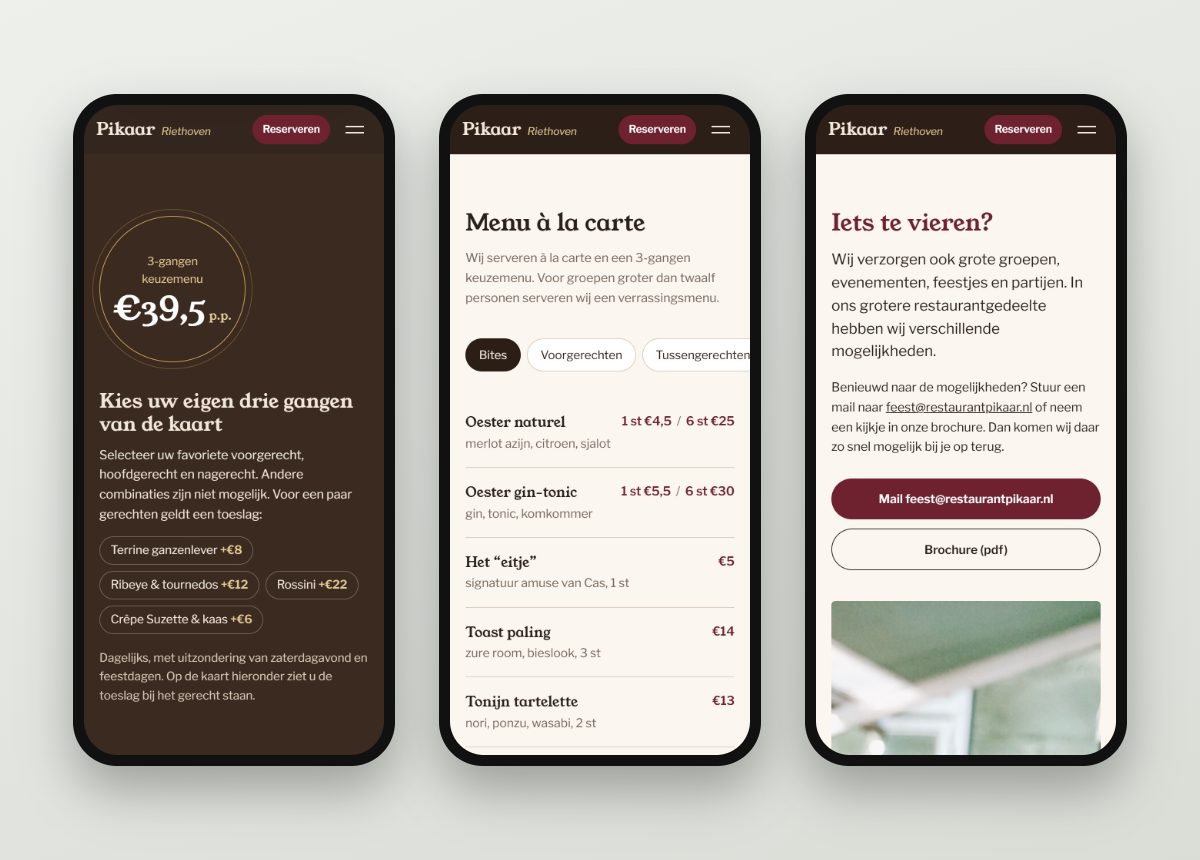 Pikaar Riethoven Reserveren
3-gangen
keuzemenu
€39,5 p.p.
Kies uw eigen drie gangen
van de kaart
Selecteer uw favoriete voorgerecht,
hoofdgerecht en nagerecht. Andere
combinaties zijn niet mogelijk. Voor een paar
gerechten geldt een toeslag:
Terrine ganzenlever +€8
Ribeye & tournedos +€12 Rossini +€22
Crêpe Suzette & kaas +€6
Dagelijks, met uitzondering van zaterdagavond en
feestdagen. Op de kaart hieronder ziet u de
toeslag bij het gerecht staan.
Pikaar Riethoven Reserveren
Menu à la carte
Wij serveren à la carte en een 3-gangen
keuzemenu. Voor groepen groter dan twaalf
personen serveren wij een verrassingsmenu.
Bites Voorgerechten Tussengerechten
Oester naturel 1 st €4,5 / 6 st €25
merlot azijn, citroen, sjalot
Oester gin-tonic 1 st €5,5 / 6 st €30
gin, tonic, komkommer
Het “eitje” €5
signatuur amuse van Cas, 1 st
Toast paling €14
zure room, bieslook, 3 st
Tonijn tartelette €13
nori, ponzu, wasabi, 2 st
Pikaar Riethoven Reserveren
Iets te vieren?
Wij verzorgen ook grote groepen,
evenementen, feestjes en partijen. In
ons grotere restaurantgedeelte
hebben wij verschillende
mogelijkheden.
Benieuwd naar de mogelijkheden? Stuur een
mail naar feest@restaurantpikaar.nl of neem
een kijkje in onze brochure. Dan komen wij daar
zo snel mogelijk bij je op terug.
Mail feest@restaurantpikaar.nl
Brochure (pdf)